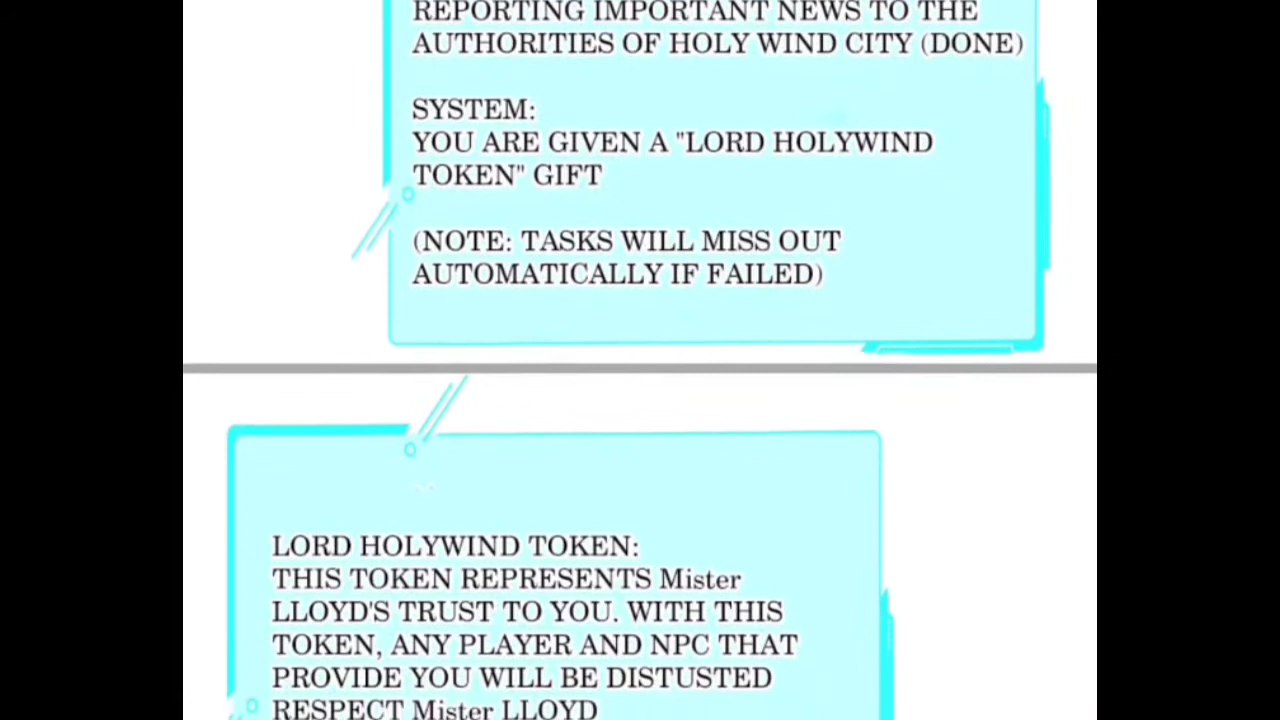 REPORTING IMPORTANT NEWS TO THE
AUTHORITIES OF HOLY WIND CITY (DONE)
SYSTEM:
YOU ARE GIVEN A "LORD HOLYWIND
TOKEN" GIFT
(NOTE: TASKS WILL MISS OUT
AUTOMATICALLY IF FAILED)
LORD HOLYWIND TOKEN:
THIS TOKEN REPRESENTS Mister
LLOYD'S TRUST TO YOU. WITH THIS
TOKEN, ANY PLAYER AND NPC THAT
PROVIDE YOU WILL BE DISTUSTED
RESPECT Mister LLOYD